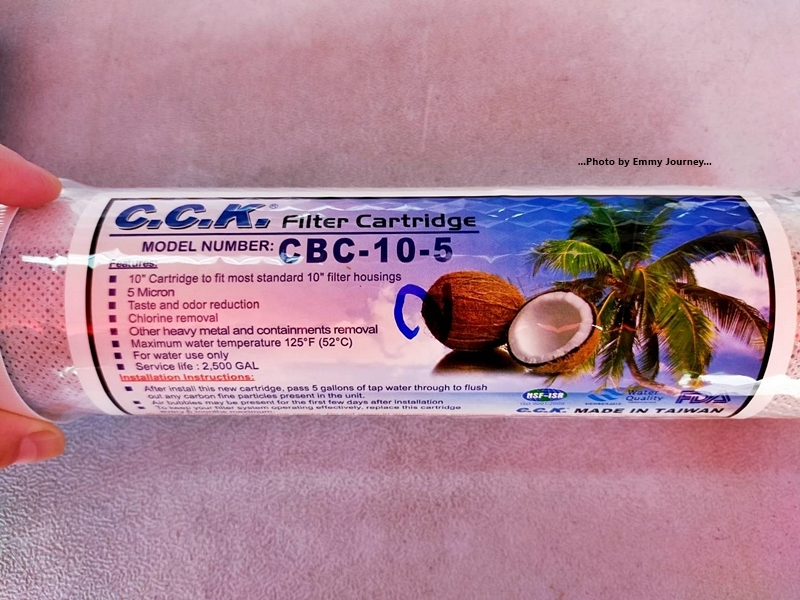 ...Photo by Emmy Journey...
C.C.K.® Filter Cartridge
MODEL NUMBER: CBC-10-5
Features:
10" Cartridge to fit most standard 10" filter housings
5 Micron
Taste and odor reduction
Chlorine removal
Other heavy metal and containments removal
Maximum water temperature 125°F (52°C)
For water use only
Service life : 2,500 GAL
Installation Instructions:
After install this new cartridge, pass 5 gallons of tap water through to flush
out any carbon fine particles present in the unit.
Air bubbles may be present for the first few days after installation
To keep your filter system operating effectively, replace this cartridge
every 6 months maximum
NSF-ISR
Water
Quality
FDA
C.C.K. MADE IN TAIWAN